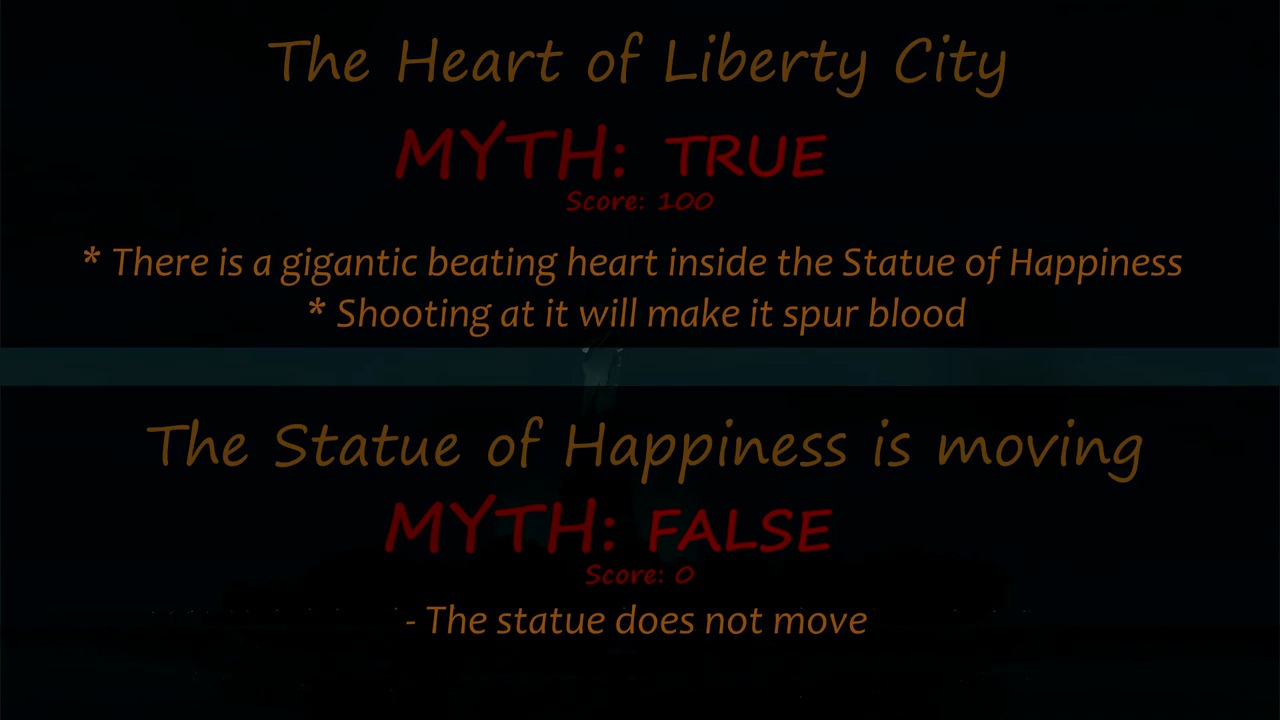 The Heart of Liberty City
MYTH: TRUE
Score: 100
* There is a gigantic beating heart inside the Statue of Happiness
* Shooting at it will make it spur blood
The Statue of Happiness is moving
MYTH: FALSE
Score: 0
- The statue does not move